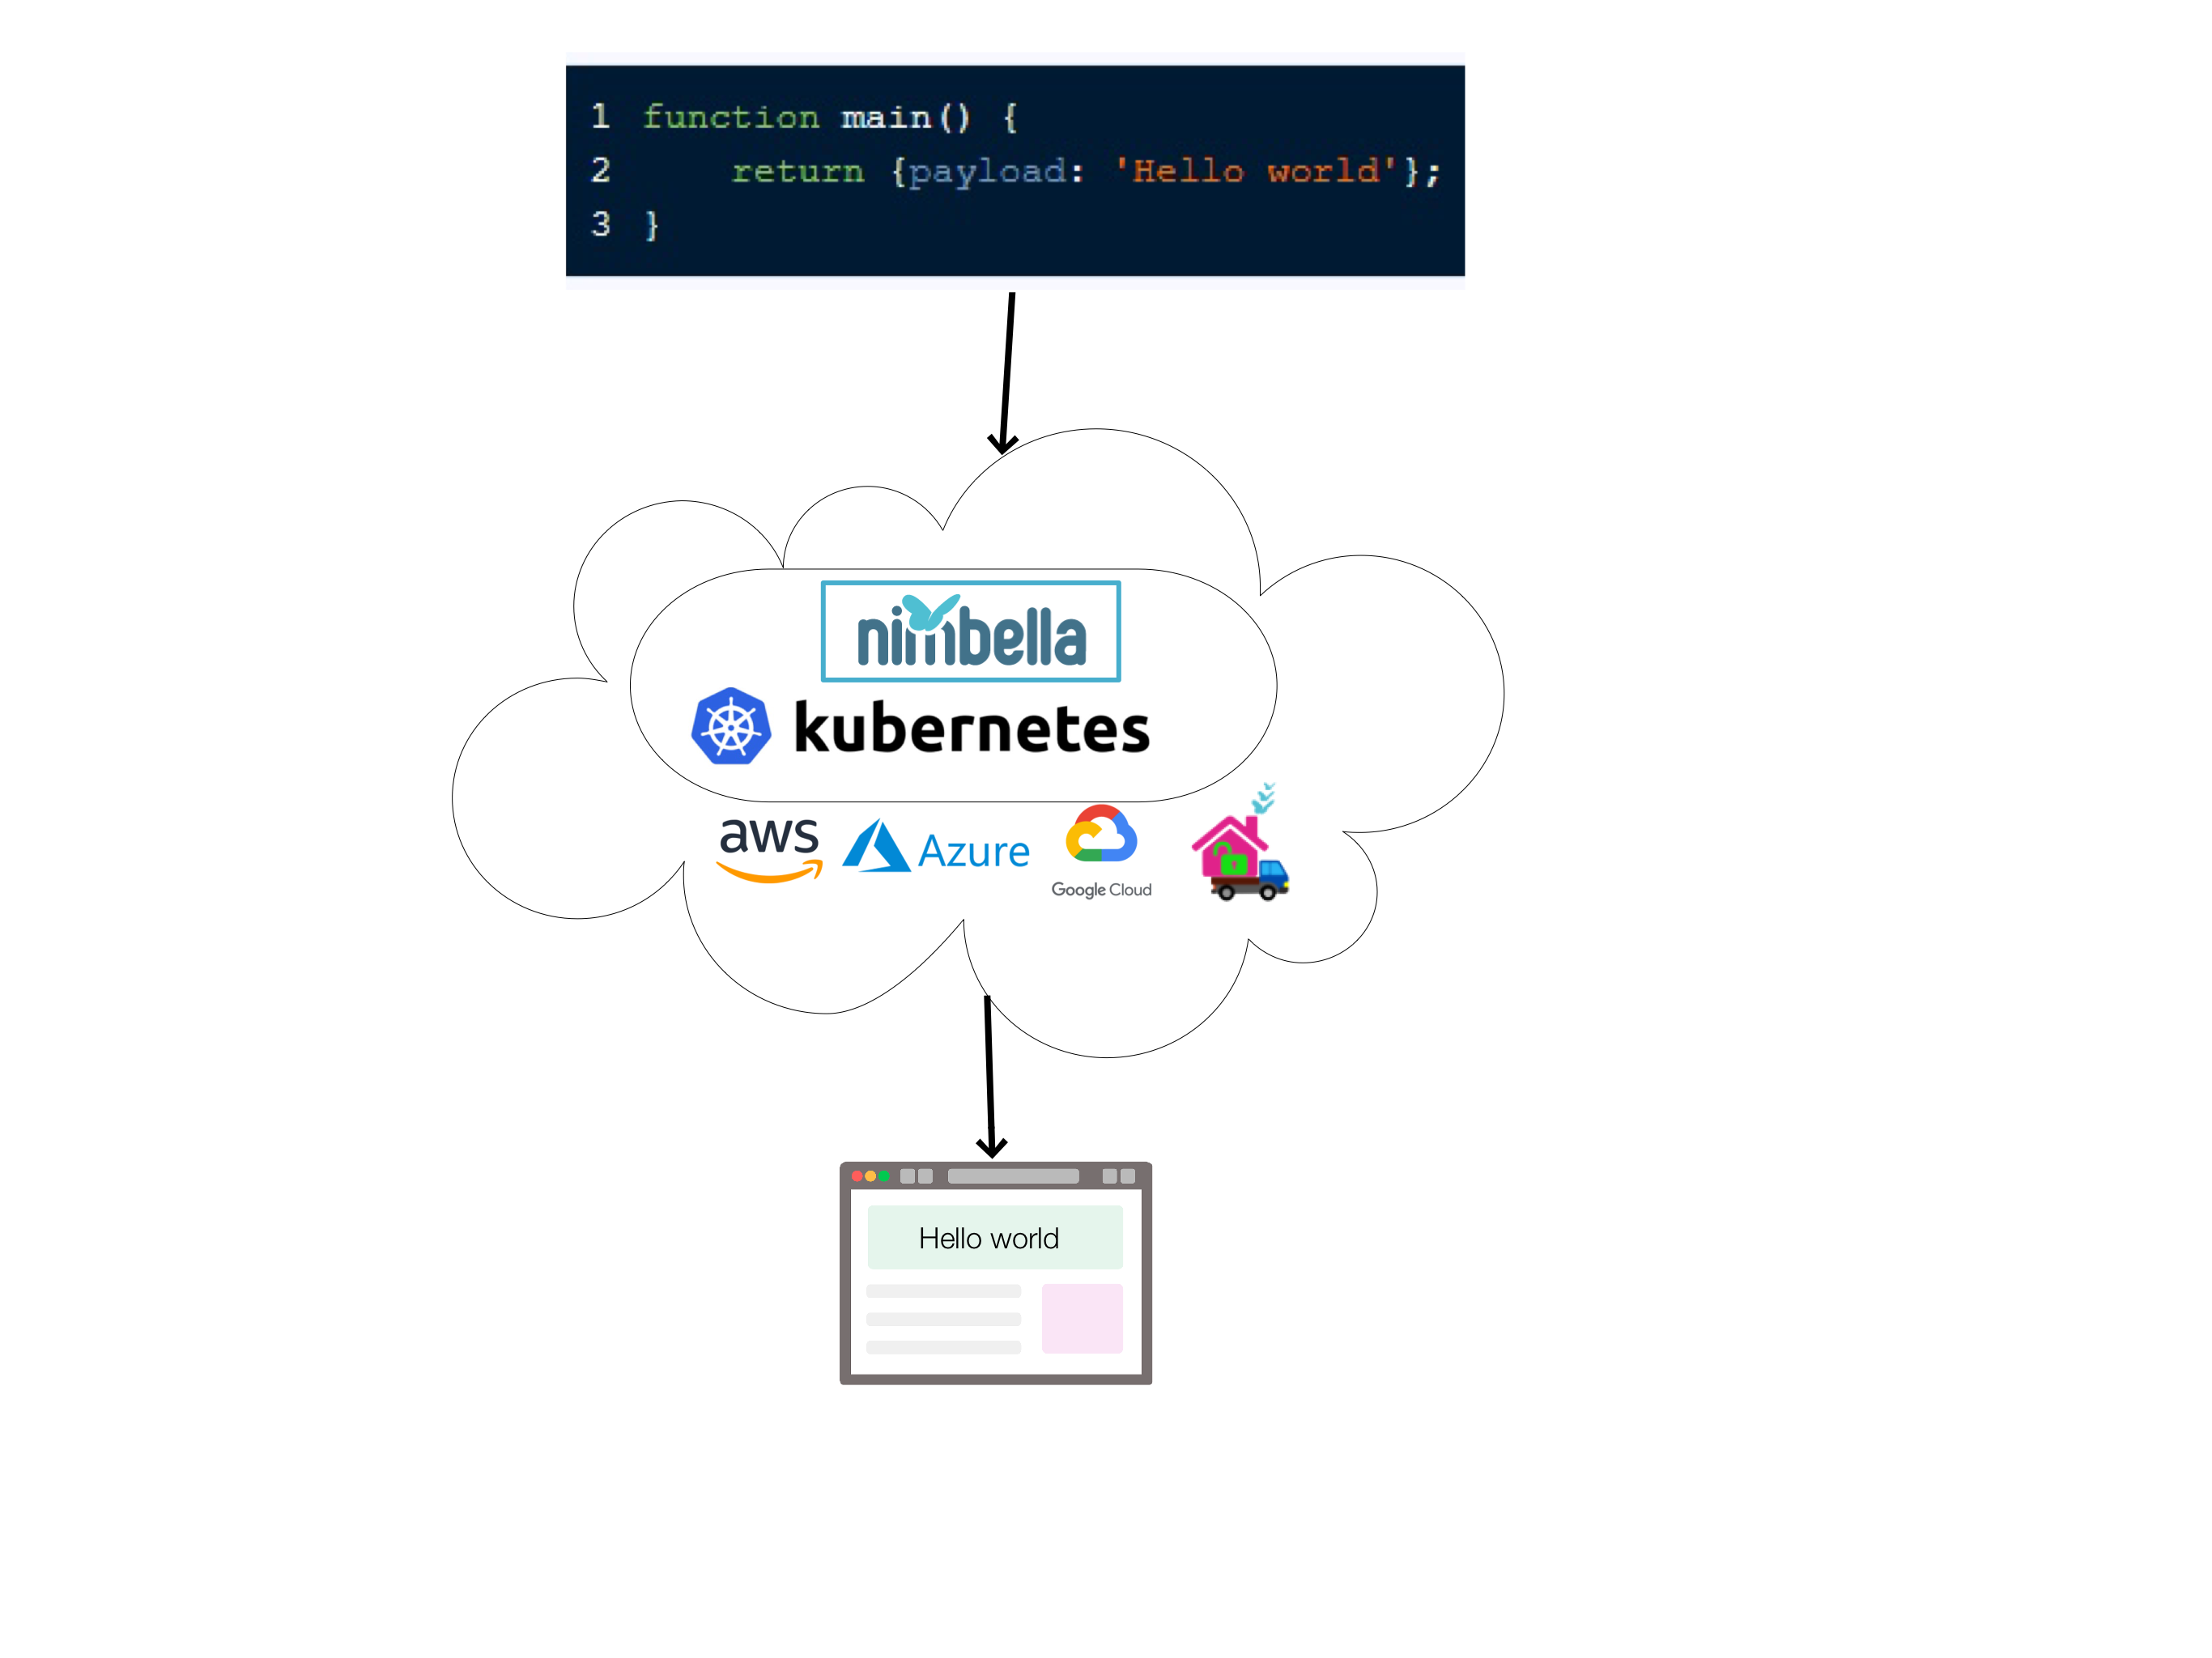 1 function main() {
2     return {payload: 'Hello world'};
3 }
nimbella
kubernetes
aws
Azure
Google Cloud
Hello world